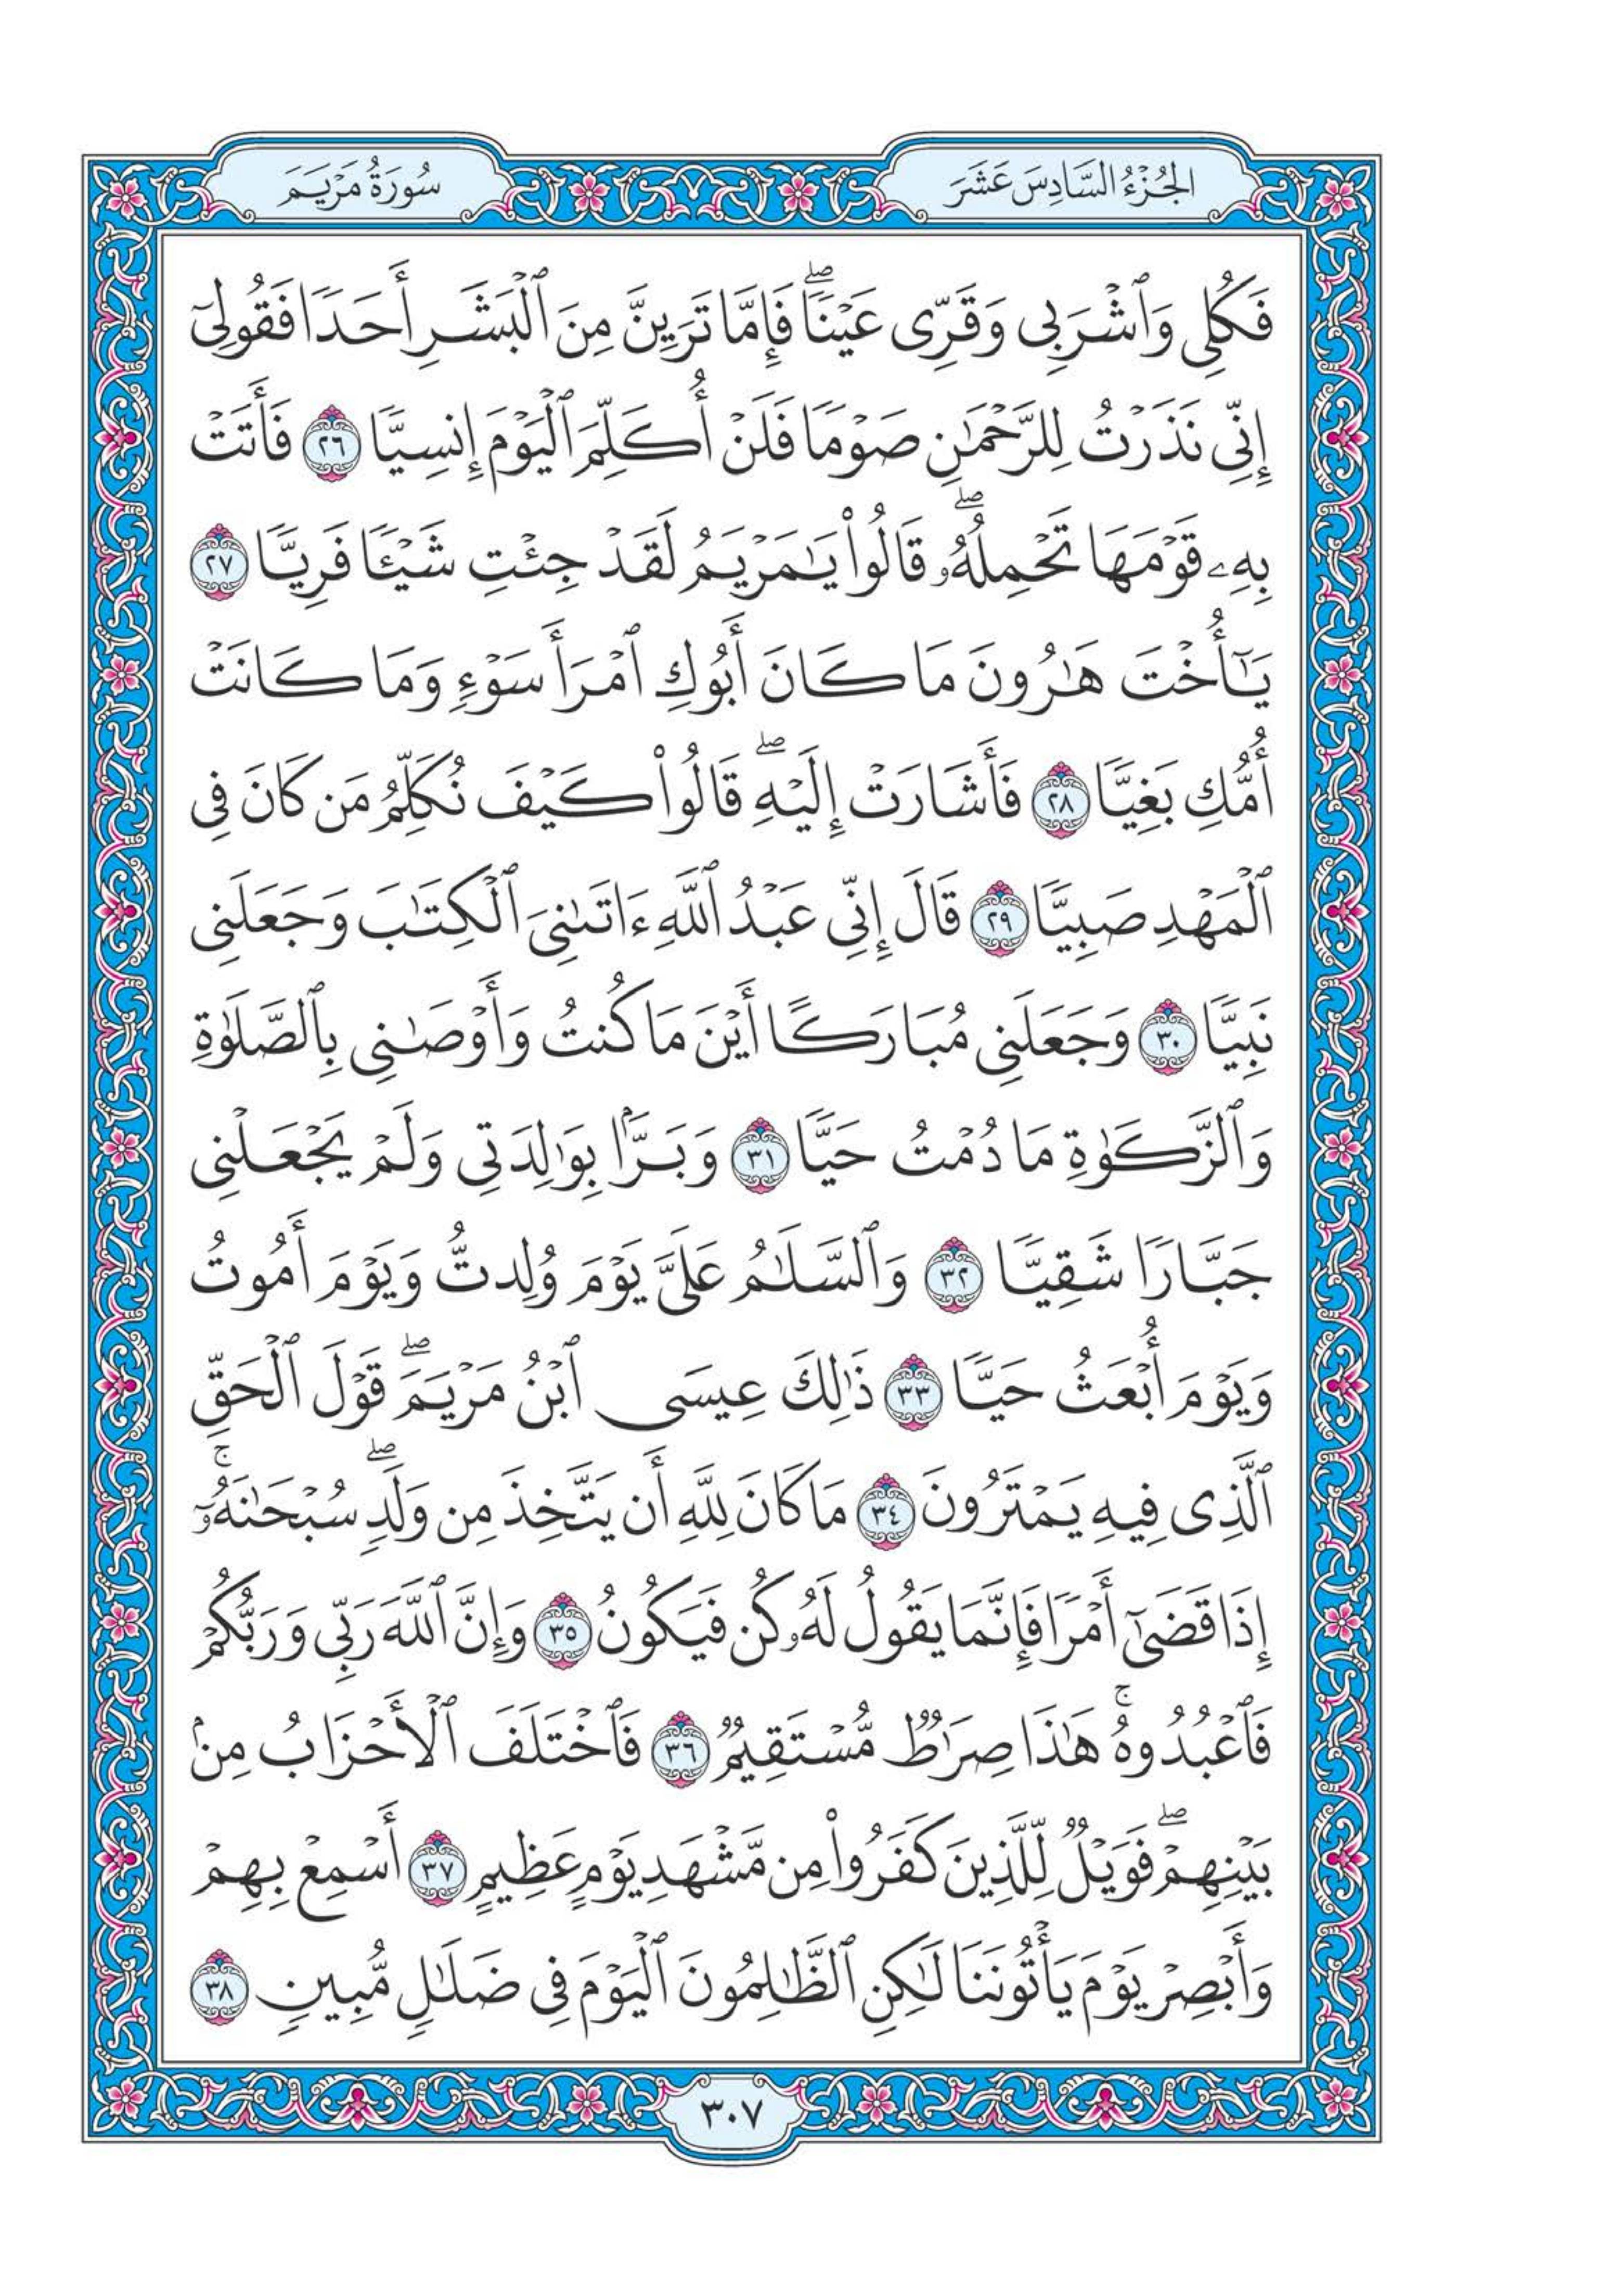 الجُزْءُ السَّادِسَ عَشَرَ
سُورَةُ مَرْيَمَ
فَكُلِي وَٱشْرَبِي وَقَرِّي عَيْنًاۖ فَإِمَّا تَرَيِنَّ مِنَ ٱلْبَشَرِ أَحَدًا فَقُولِيٓ
إِنِّي نَذَرْتُ لِلرَّحْمَٰنِ صَوْمًا فَلَنْ أُكَلِّمَ ٱلْيَوْمَ إِنسِيًّا ٢٦ فَأَتَتْ
بِهِۦ قَوْمَهَا تَحْمِلُهُۥۖ قَالُوا۟ يَٰمَرْيَمُ لَقَدْ جِئْتِ شَيْـًٔا فَرِيًّا ٢٧
يَٰٓأُخْتَ هَٰرُونَ مَا كَانَ أَبُوكِ ٱمْرَأَ سَوْءٍ وَمَا كَانَتْ
أُمُّكِ بَغِيًّا ٢٨ فَأَشَارَتْ إِلَيْهِۖ قَالُوا۟ كَيْفَ نُكَلِّمُ مَن كَانَ فِي
ٱلْمَهْدِ صَبِيًّا ٢٩ قَالَ إِنِّي عَبْدُ ٱللَّهِ ءَاتَىٰنِيَ ٱلْكِتَٰبَ وَجَعَلَنِي
نَبِيًّا ٣٠ وَجَعَلَنِي مُبَارَكًا أَيْنَ مَا كُنتُ وَأَوْصَٰنِي بِٱلصَّلَوٰةِ
وَٱلزَّكَوٰةِ مَا دُمْتُ حَيًّا ٣١ وَبَرًّۢا بِوَٰلِدَتِي وَلَمْ يَجْعَلْنِي
جَبَّارًا شَقِيًّا ٣٢ وَٱلسَّلَٰمُ عَلَيَّ يَوْمَ وُلِدتُّ وَيَوْمَ أَمُوتُ
وَيَوْمَ أُبْعَثُ حَيًّا ٣٣ ذَٰلِكَ عِيسَى ٱبْنُ مَرْيَمَۖ قَوْلَ ٱلْحَقِّ
ٱلَّذِي فِيهِ يَمْتَرُونَ ٣٤ مَا كَانَ لِلَّهِ أَن يَتَّخِذَ مِن وَلَدٍۖ سُبْحَٰنَهُۥٓۚ
إِذَا قَضَىٰٓ أَمْرًا فَإِنَّمَا يَقُولُ لَهُۥ كُن فَيَكُونُ ٣٥ وَإِنَّ ٱللَّهَ رَبِّي وَرَبُّكُمْ
فَٱعْبُدُوهُۚ هَٰذَا صِرَٰطٌ مُّسْتَقِيمٌ ٣٦ فَٱخْتَلَفَ ٱلْأَحْزَابُ مِنۢ
بَيْنِهِمْۖ فَوَيْلٌ لِّلَّذِينَ كَفَرُوا۟ مِن مَّشْهَدِ يَوْمٍ عَظِيمٍ ٣٧ أَسْمِعْ بِهِمْ
وَأَبْصِرْ يَوْمَ يَأْتُونَنَا لَٰكِنِ ٱلظَّٰلِمُونَ ٱلْيَوْمَ فِي ضَلَٰلٍ مُّبِينٍ ٣٨
٣٠٧